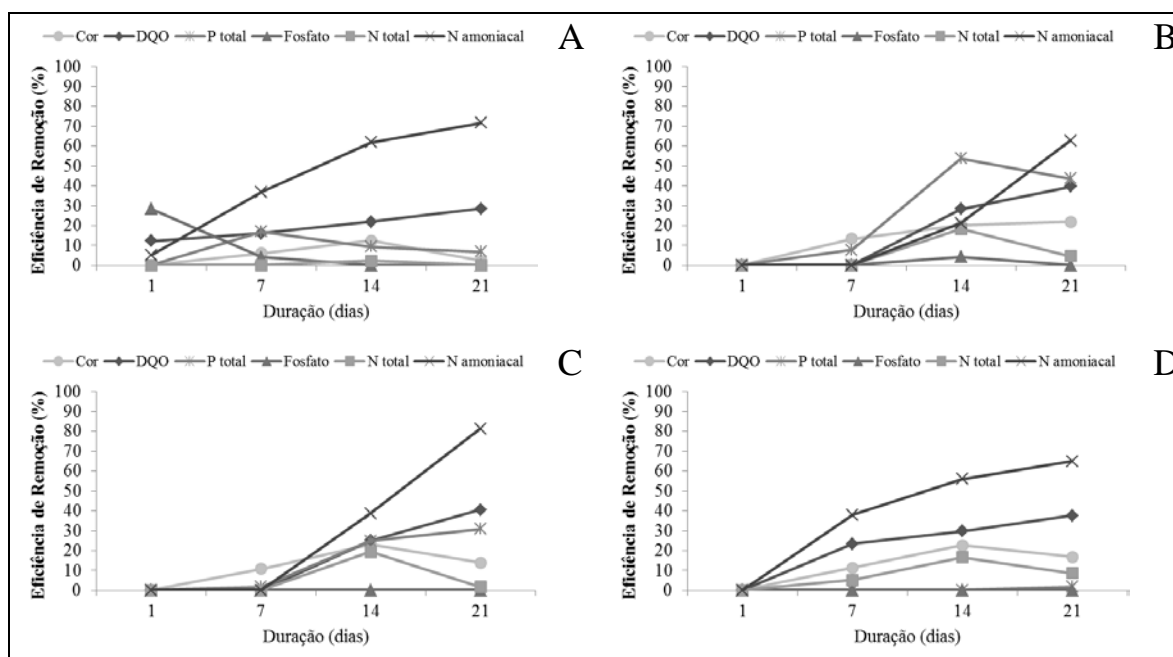 Cor DQO P total Fosfato N total N amoniacal
A
Eficiência de Remoção (%)
100
90
80
70
60
50
40
30
20
10
0
1 7 14 21
Duração (dias)
Cor DQO P total Fosfato N total N amoniacal
B
Eficiência de Remoção (%)
100
90
80
70
60
50
40
30
20
10
0
1 7 14 21
Duração (dias)
Cor DQO P total Fosfato N total N amoniacal
C
Eficiência de Remoção (%)
100
90
80
70
60
50
40
30
20
10
0
1 7 14 21
Duração (dias)
Cor DQO P total Fosfato N total N amoniacal
D
Eficiência de Remoção (%)
100
90
80
70
60
50
40
30
20
10
0
1 7 14 21
Duração (dias)